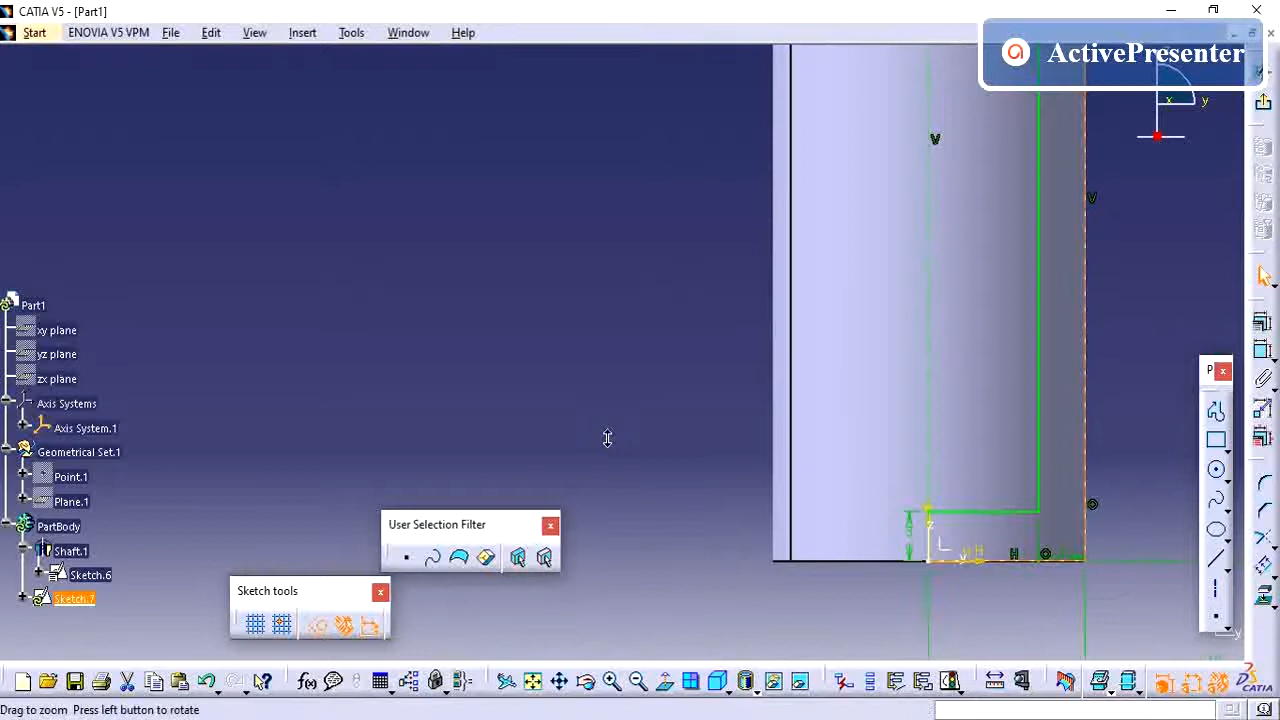 CATIA V5 - [Part1]
Start ENOVIA V5 VPM File Edit View Insert Tools Window Help
ActivePresenter
x y
V
V
Part1
xy plane
yz plane
zx plane
Axis Systems
Axis System.1
Geometrical Set.1
Point.1
Plane.1
PartBody
Shaft.1
Sketch.6
Sketch.7
P
User Selection Filter
z
H
y
Sketch tools
f(x)
CATIA
Drag to zoom Press left button to rotate